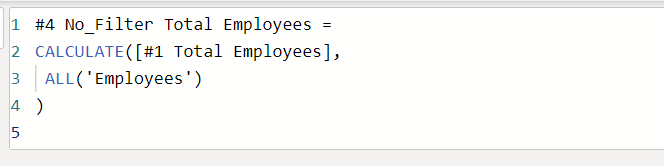 1 #4 No_Filter Total Employees =
2 CALCULATE([#1 Total Employees],
3 ALL('Employees')
4 )
5